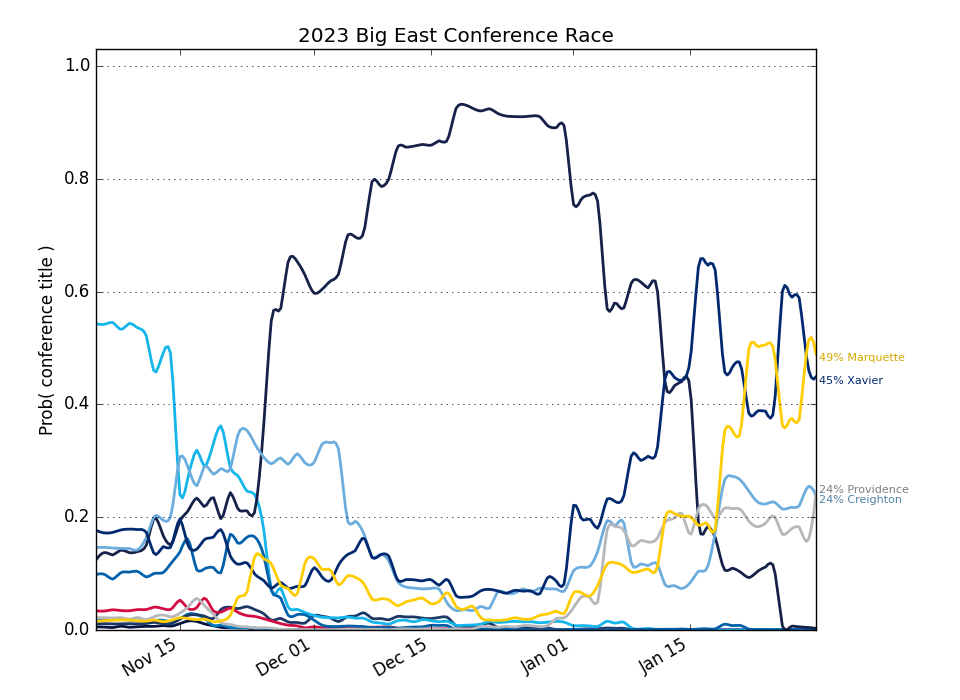 2023 Big East Conference Race
Prob( conference title )
1.0
0.8
0.6
0.4
0.2
0.0
49% Marquette
45% Xavier
24% Providence
24% Creighton
Nov 15
Dec 01
Dec 15
Jan 01
Jan 15